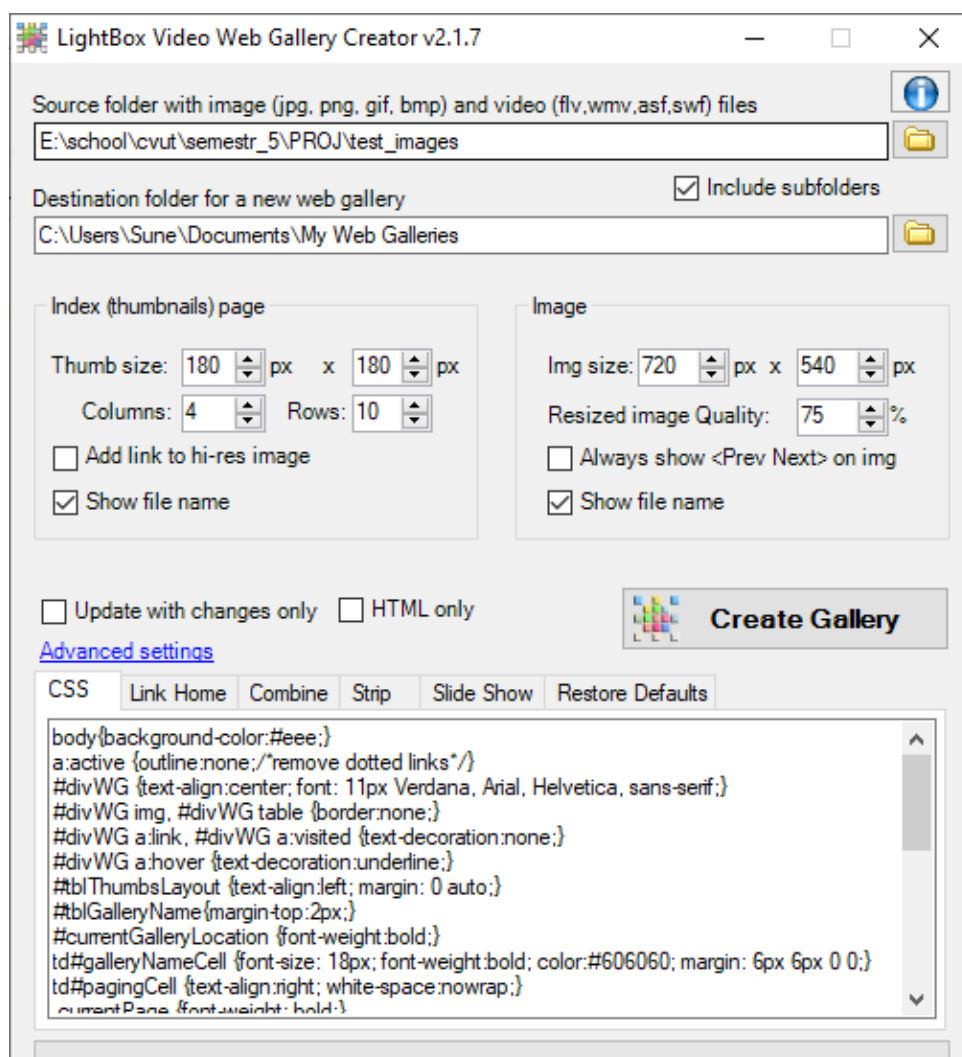 LightBox Video Web Gallery Creator v2.1.7
Source folder with image (jpg, png, gif, bmp) and video (flv,wmv,asf,swf) files
E:\school\cvut\semestr_5\PROJ\test_images
Destination folder for a new web gallery
Include subfolders
C:\Users\Sune\Documents\My Web Galleries
Index (thumbnails) page
Thumb size: 180 px x 180 px
Columns: 4 Rows: 10
Add link to hi-res image
Show file name
Image
Img size: 720 px x 540 px
Resized image Quality: 75 %
Always show <Prev Next> on img
Show file name
Update with changes only HTML only
Create Gallery
Advanced settings
CSS Link Home Combine Strip Slide Show Restore Defaults
body{background-color:#eee;}
a:active {outline:none;/*remove dotted links*/}
#divWG {text-align:center; font: 11px Verdana, Arial, Helvetica, sans-serif;}
#divWG img, #divWG table {border:none;}
#divWG a:link, #divWG a:visited {text-decoration:none;}
#divWG a:hover {text-decoration:underline;}
#tblThumbsLayout {text-align:left; margin: 0 auto;}
#tblGalleryName{margin-top:2px;}
#currentGalleryLocation {font-weight:bold;}
td#galleryNameCell {font-size: 18px; font-weight:bold; color:#606060; margin: 6px 6px 0 0;}
td#pagingCell {text-align:right; white-space:nowrap;}
.currentPage {font-weight: bold;}